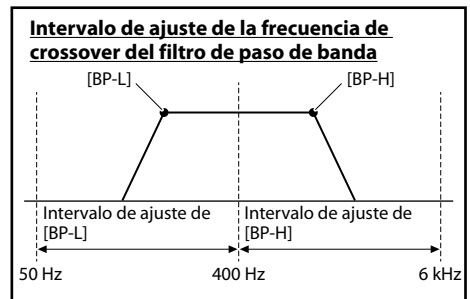 Intervalo de ajuste de la frecuencia de
crossover del filtro de paso de banda
[BP-L]
[BP-H]
Intervalo de ajuste de
[BP-L]
Intervalo de ajuste de
[BP-H]
50 Hz
400 Hz
6 kHz